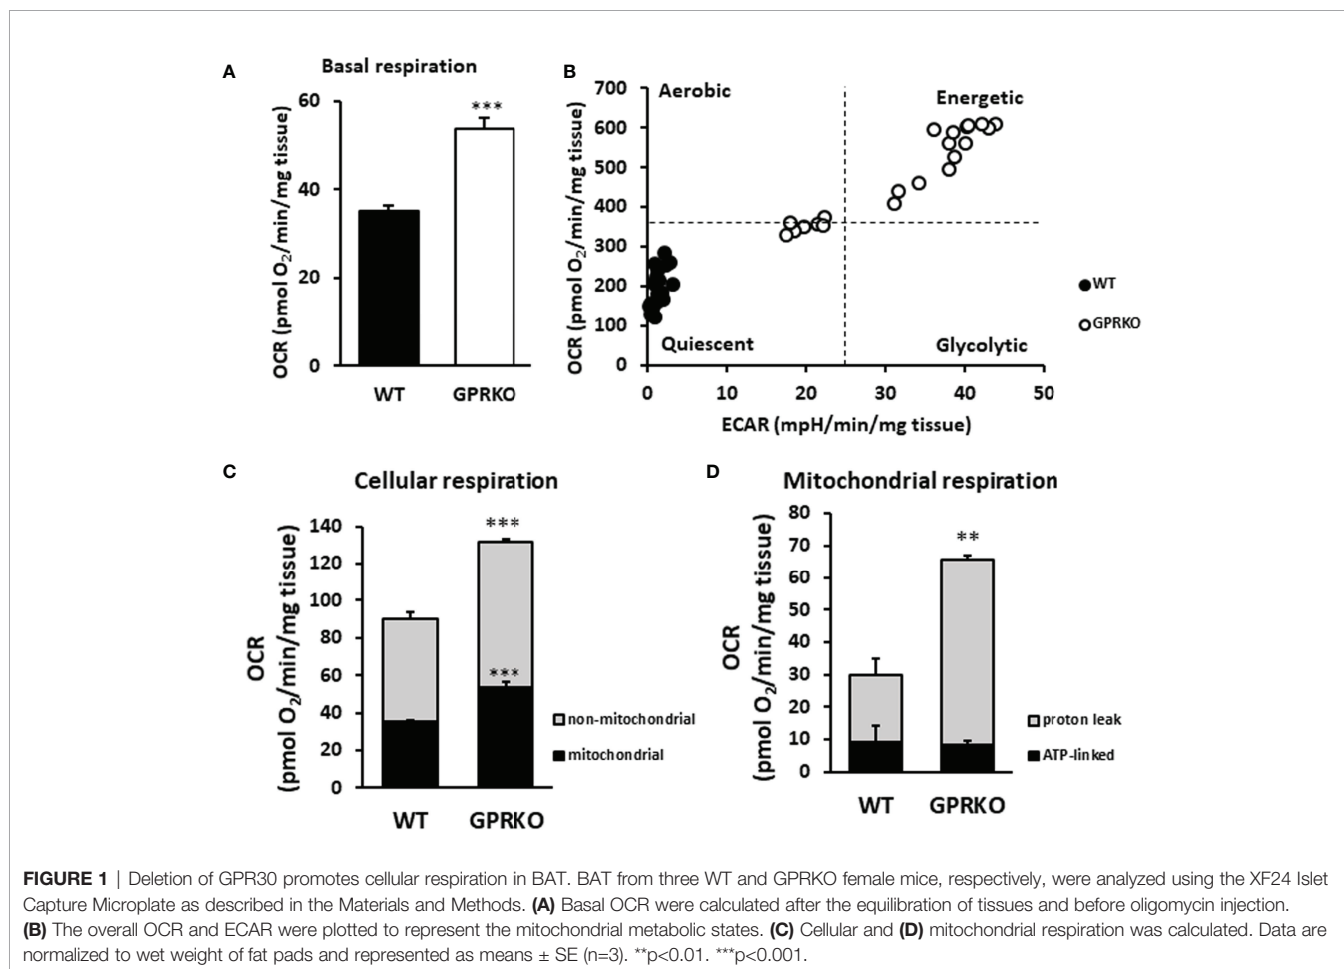 A
Basal respiration
OCR (pmol O2/min/mg tissue)
60
40
20
0
***
WT
GPRKO
B
OCR (pmol O2/min/mg tissue)
700
600
500
400
300
200
100
0
Aerobic
Energetic
Quiescent
Glycolytic
0
10
20
30
40
50
ECAR (mpH/min/mg tissue)
WT
GPRKO
C
Cellular respiration
OCR
(pmol O2/min/mg tissue)
140
120
100
80
60
40
20
0
***
***
WT
GPRKO
non-mitochondrial
mitochondrial
D
Mitochondrial respiration
OCR
(pmol O2/min/mg tissue)
80
70
60
50
40
30
20
10
0
**
WT
GPRKO
proton leak
ATP-linked
FIGURE 1 | Deletion of GPR30 promotes cellular respiration in BAT. BAT from three WT and GPRKO female mice, respectively, were analyzed using the XF24 Islet
Capture Microplate as described in the Materials and Methods. (A) Basal OCR were calculated after the equilibration of tissues and before oligomycin injection.
(B) The overall OCR and ECAR were plotted to represent the mitochondrial metabolic states. (C) Cellular and (D) mitochondrial respiration was calculated. Data are
normalized to wet weight of fat pads and represented as means ± SE (n=3). **p<0.01. ***p<0.001.